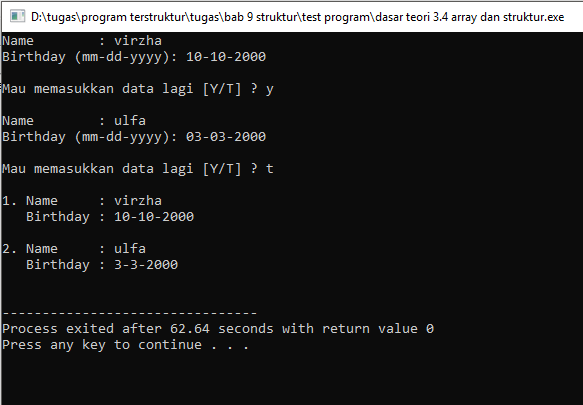 D:\tugas\program terstruktur\tugas\bab 9 struktur\test program\dasar teori 3.4 array dan struktur.exe
Name        : virzha
Birthday (mm-dd-yyyy): 10-10-2000
Mau memasukkan data lagi [Y/T] ? y
Name        : ulfa
Birthday (mm-dd-yyyy): 03-03-2000
Mau memasukkan data lagi [Y/T] ? t
1. Name     : virzha
   Birthday : 10-10-2000
2. Name     : ulfa
   Birthday : 3-3-2000
--------------------------------
Process exited after 62.64 seconds with return value 0
Press any key to continue . . .